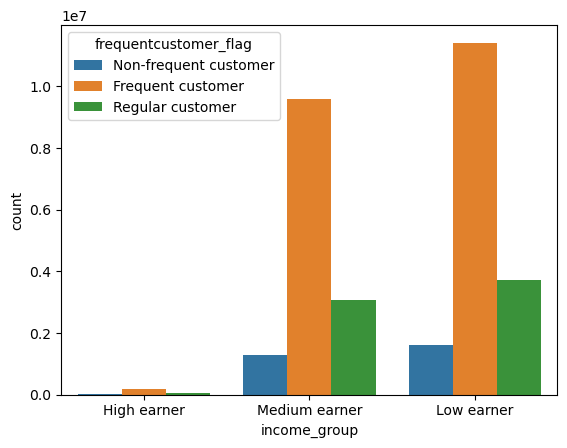 1e7
frequentcustomer_flag
Non-frequent customer
Frequent customer
Regular customer
1.0
0.8
0.6
0.4
0.2
0.0
count
High earner
Medium earner
Low earner
income_group